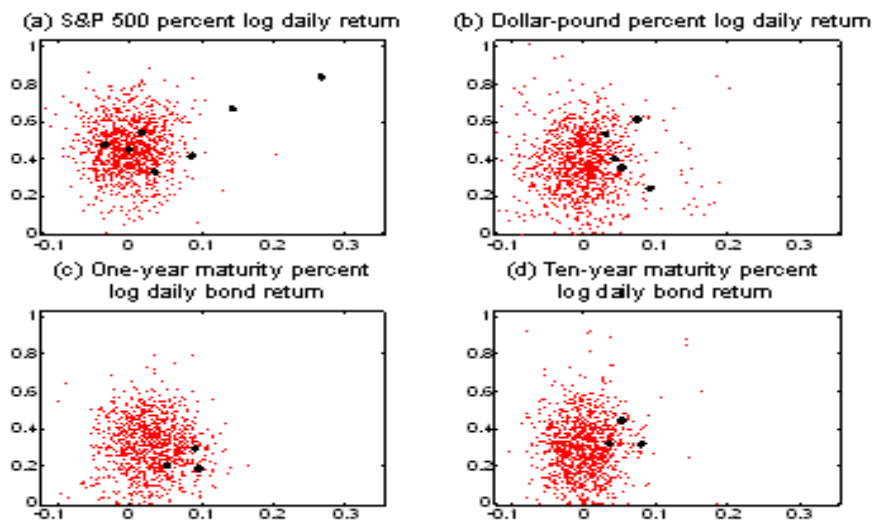 (a) S&P 500 percent log daily return
1
0.8
0.6
0.4
0.2
0
-0.1 0 0.1 0.2 0.3
(b) Dollar-pound percent log daily return
1
0.8
0.6
0.4
0.2
0
-0.1 0 0.1 0.2 0.3
(c) One-year maturity percent
log daily bond return
1
0.8
0.6
0.4
0.2
0
-0.1 0 0.1 0.2 0.3
(d) Ten-year maturity percent
log daily bond return
1
0.8
0.6
0.4
0.2
0
-0.1 0 0.1 0.2 0.3